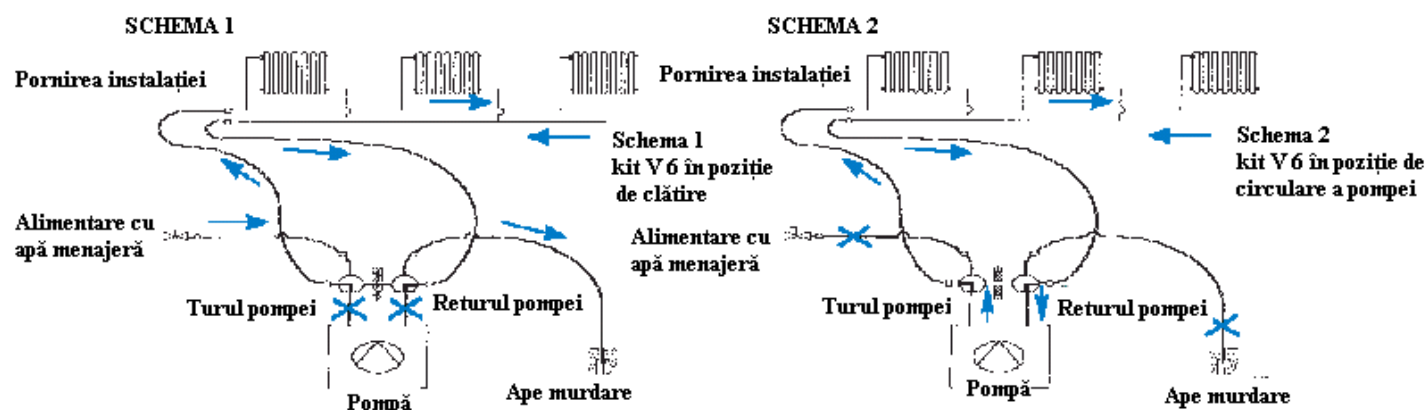 SCHEMA 1
Pornirea instalației
Schema 1
kit V 6 în poziție
de clătire
Alimentare cu
apă menajeră
Turul pompei
Returul pompei
Pompă
Ape murdare
SCHEMA 2
Pornirea instalației
Schema 2
kit V 6 în poziție de
circulare a pompei
Alimentare cu
apă menajeră
Turul pompei
Returul pompei
Pompă
Ape murdare